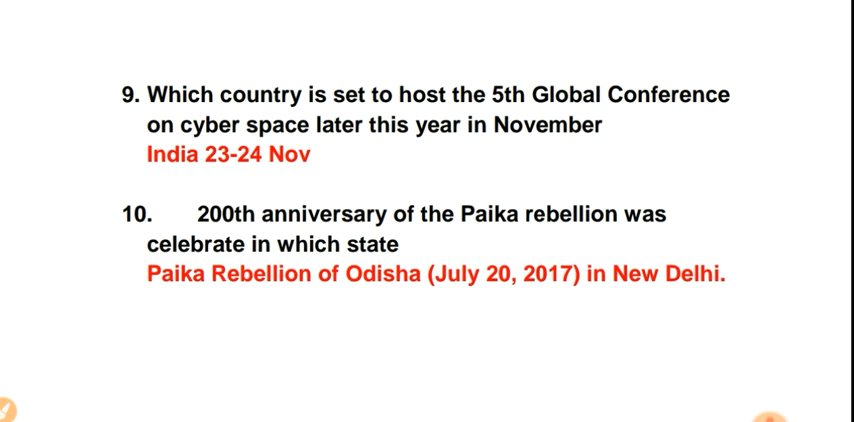 9. Which country is set to host the 5th Global Conference
on cyber space later this year in November
India 23-24 Nov
10. 200th anniversary of the Paika rebellion was
celebrate in which state
Paika Rebellion of Odisha (July 20, 2017) in New Delhi.